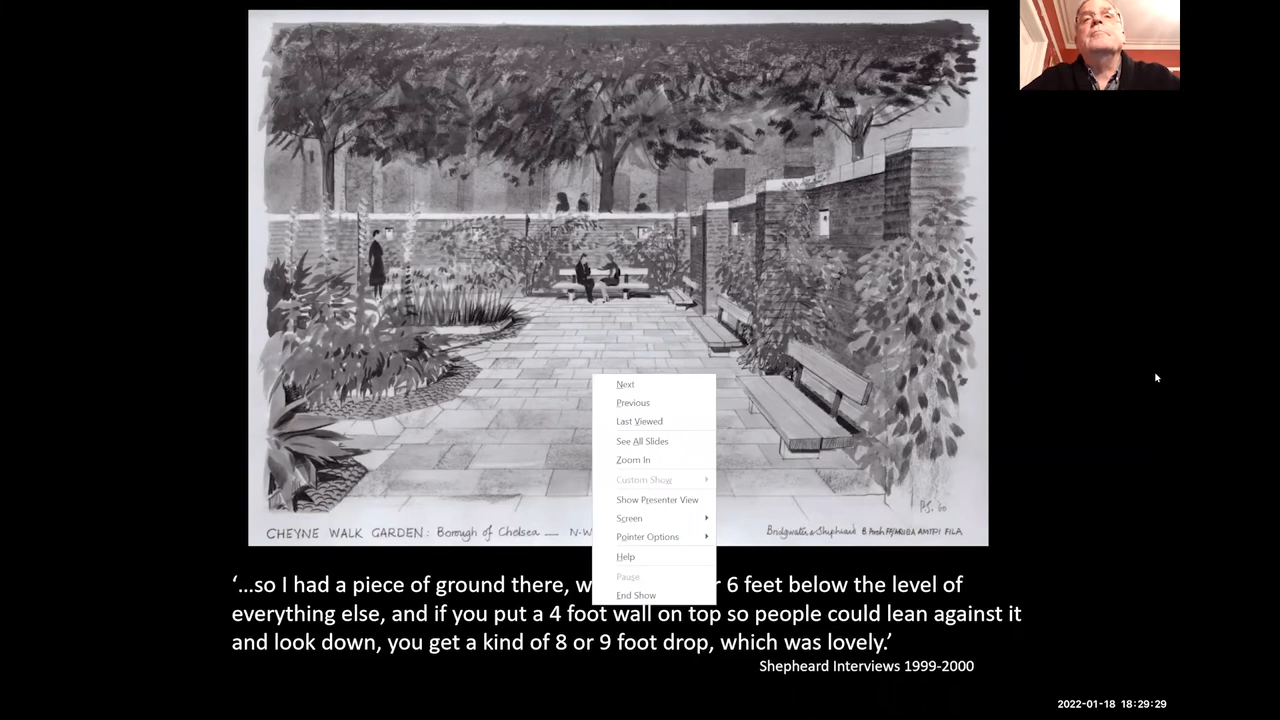 P.S. 60
CHEYNE WALK GARDEN: Borough of Chelsea — N-W
Bridgwater & Shepheard
AMTPI FILA
Next
Previous
Last Viewed
See All Slides
Zoom In
Custom Show
Show Presenter View
Screen
Pointer Options
Help
Pause
End Show
‘...so I had a piece of ground there, w r 6 feet below the level of
everything else, and if you put a 4 foot wall on top so people could lean against it
and look down, you get a kind of 8 or 9 foot drop, which was lovely.’
Shepheard Interviews 1999-2000
2022-01-18 18:29:29